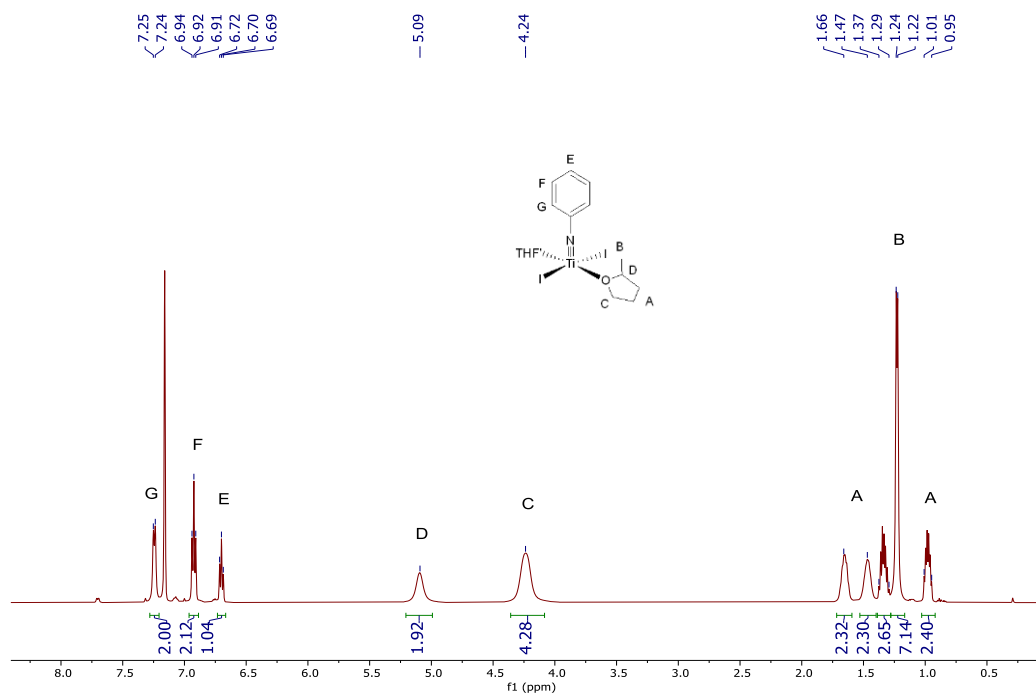 7.25
7.24
6.94
6.92
6.91
6.72
6.70
6.69
5.09
4.24
1.66
1.47
1.37
1.29
1.24
1.22
1.01
0.95
E
F
G
N
B
THF'
I
Ti
D
I
O
C
A
B
F
G
E
D
C
A
A
2.00
2.12
1.04
1.92
4.28
2.32
2.30
2.65
7.14
2.40
8.0 7.5 7.0 6.5 6.0 5.5 5.0 4.5 4.0 3.5 3.0 2.5 2.0 1.5 1.0 0.5
f1 (ppm)